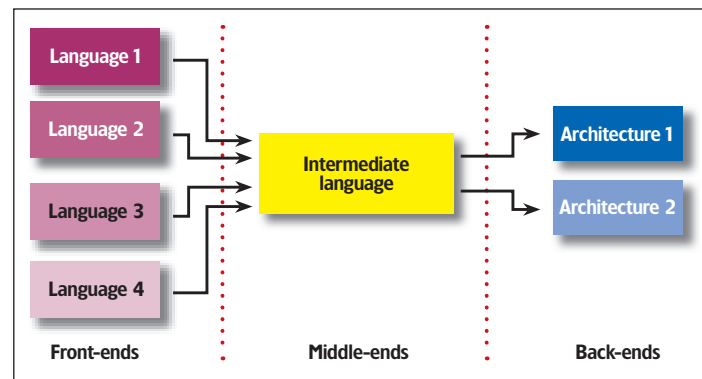 Language 1
Language 2
Language 3
Language 4
Intermediate
language
Architecture 1
Architecture 2
Front-ends
Middle-ends
Back-ends